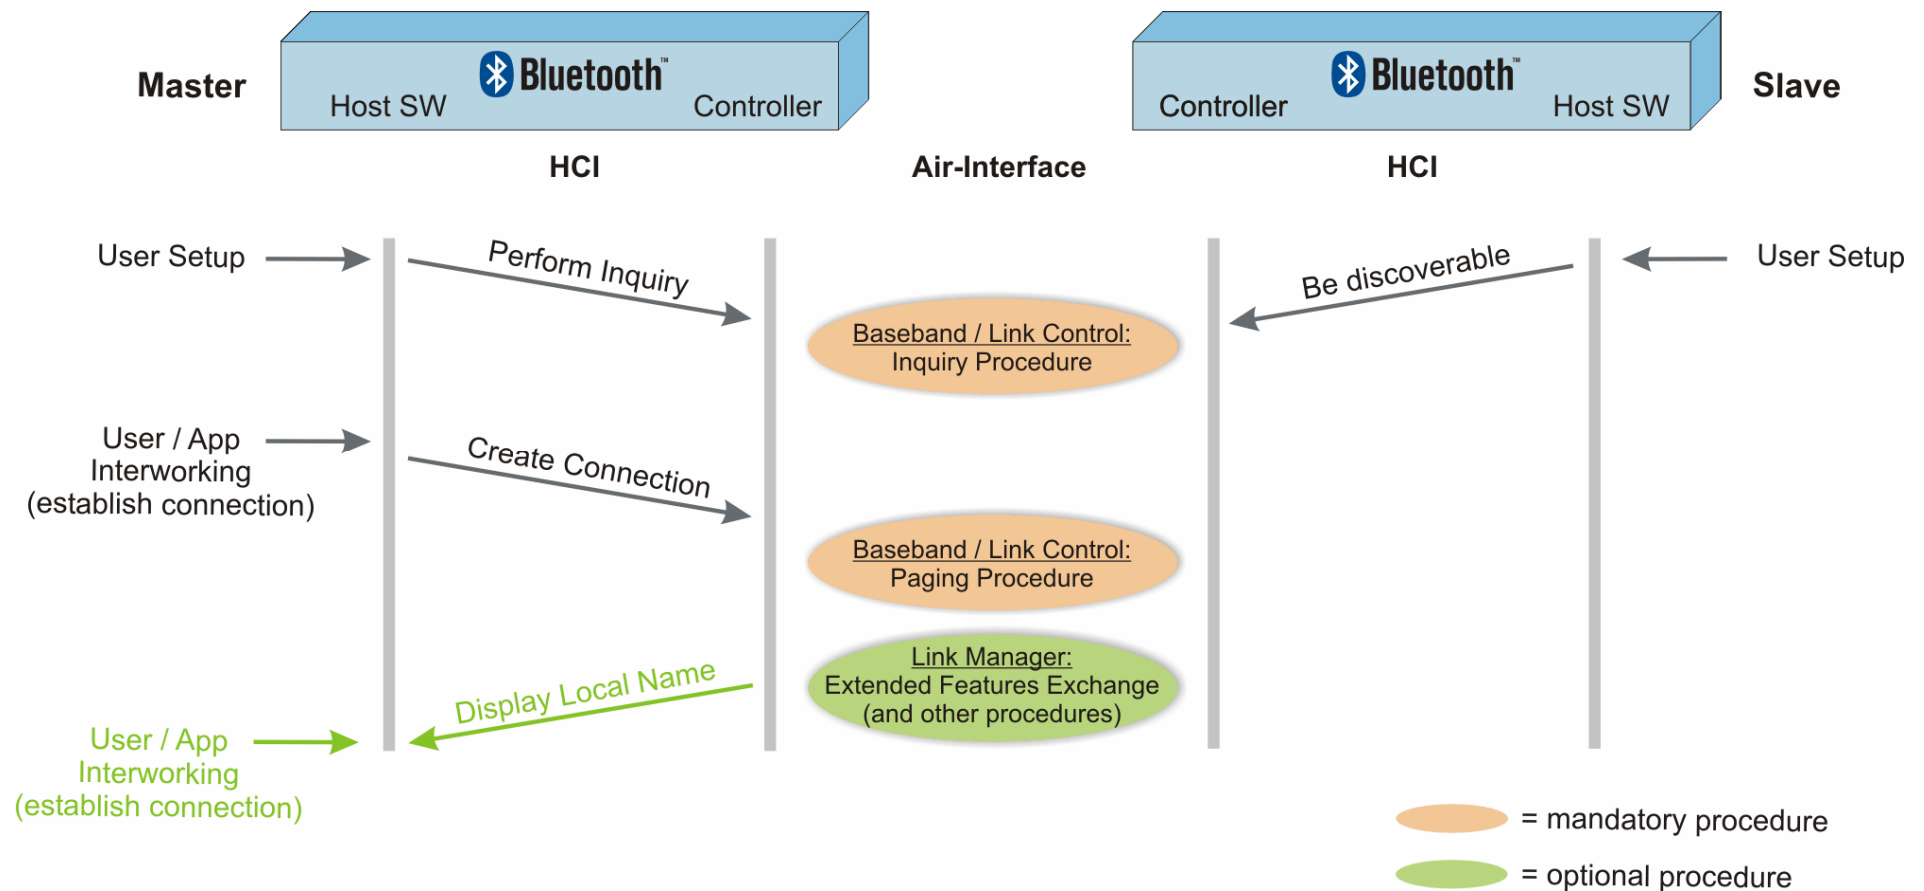 Master
Bluetooth™
Host SW
Controller
Bluetooth™
Controller
Host SW
Slave
HCI
Air-Interface
HCI
User Setup
Perform Inquiry
Be discoverable
User Setup
Baseband / Link Control:
Inquiry Procedure
User / App
Interworking
(establish connection)
Create Connection
Baseband / Link Control:
Paging Procedure
Link Manager:
Extended Features Exchange
(and other procedures)
Display Local Name
User / App
Interworking
(establish connection)
= mandatory procedure
= optional procedure